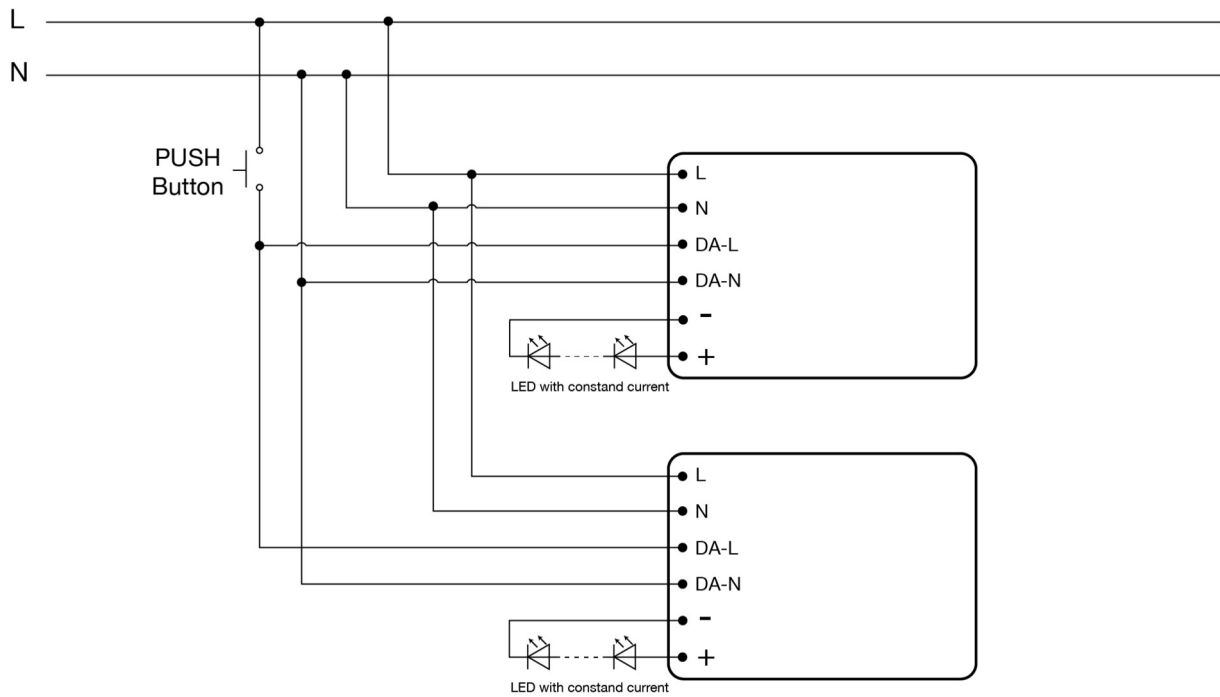 L
N
PUSH
Button
L
N
DA-L
DA-N
-
+
LED with constand current
L
N
DA-L
DA-N
-
+
LED with constand current